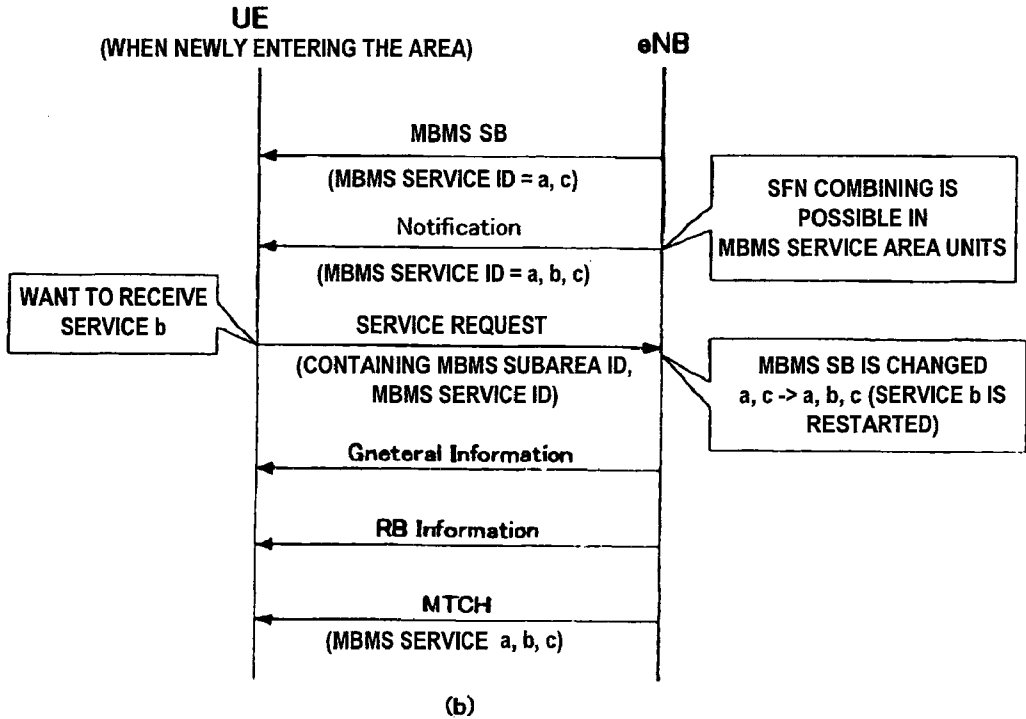 UE
(WHEN NEWLY ENTERING THE AREA)
eNB
MBMS SB
(MBMS SERVICE ID = a, c)
SFN COMBINING IS
POSSIBLE IN
MBMS SERVICE AREA UNITS
Notification
(MBMS SERVICE ID = a, b, c)
WANT TO RECEIVE
SERVICE b
SERVICE REQUEST
(CONTAINING MBMS SUBAREA ID,
MBMS SERVICE ID)
MBMS SB IS CHANGED
a, c -> a, b, c (SERVICE b IS
RESTARTED)
Gneteral Information
RB Information
MTCH
(MBMS SERVICE a, b, c)
(b)